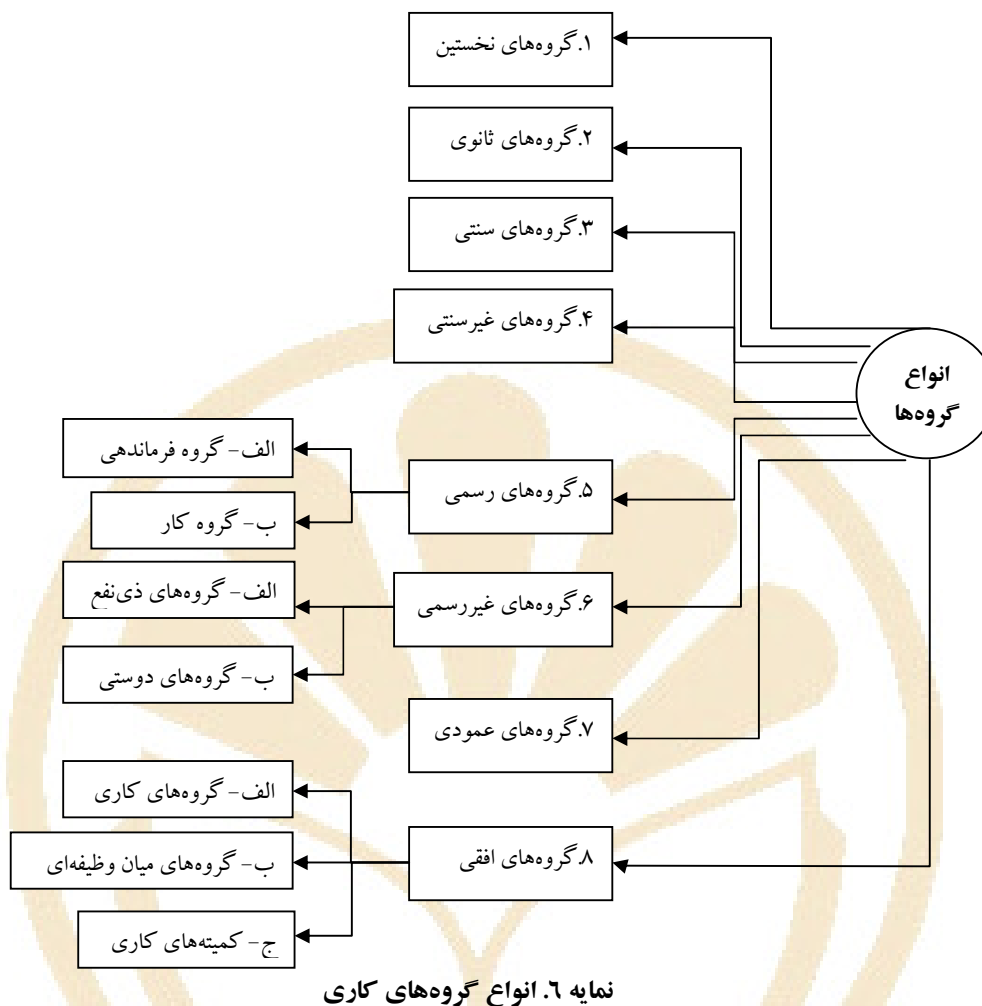 ۱.گروه‌های نخستین
۲.گروه‌های ثانوی
۳.گروه‌های سنتی
۴.گروه‌های غیرسنتی
انواع
گروه‌ها
۵.گروه‌های رسمی
الف- گروه فرماندهی
ب- گروه کار
۶.گروه‌های غیررسمی
الف- گروه‌های ذی‌نفع
ب- گروه‌های دوستی
۷.گروه‌های عمودی
۸.گروه‌های افقی
الف- گروه‌های کاری
ب- گروه‌های میان وظیفه‌ای
ج- کمیته‌های کاری
نمایه ٦. انواع گروه‌های کاری